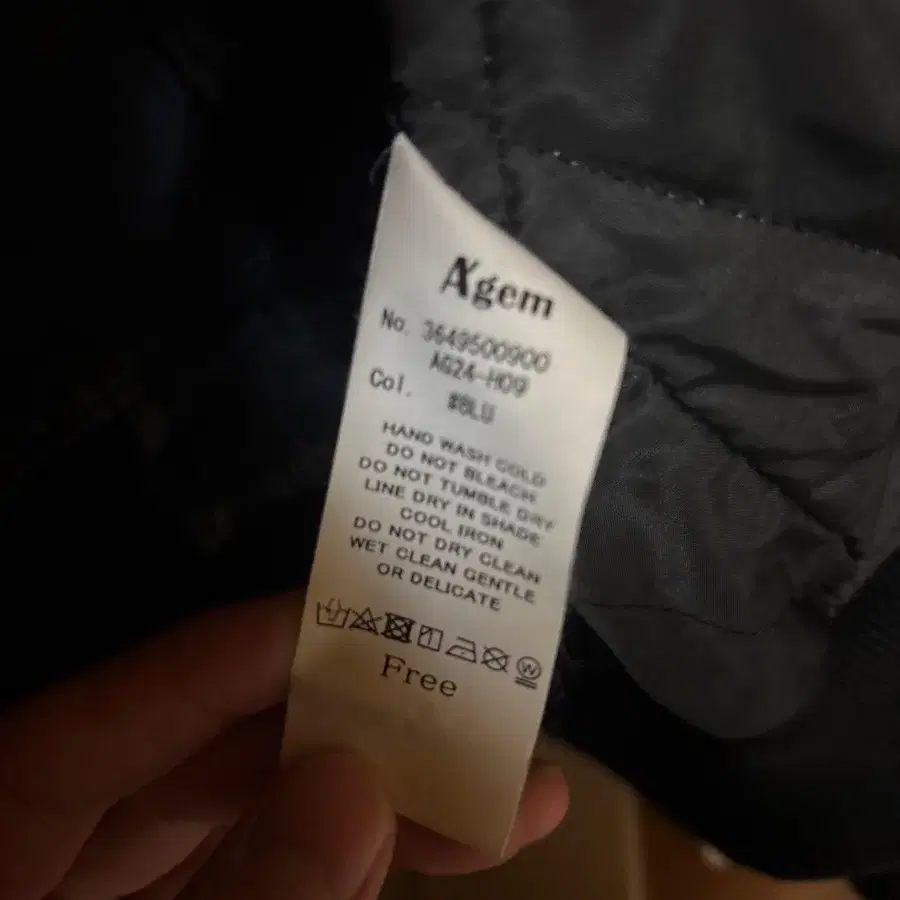 A'gem
No. 3649500900
AG24-H09
Col. #BLU
HAND WASH COLD
DO NOT BLEACH
DO NOT TUMBLE DRY
LINE DRY IN SHADE
COOL IRON
DO NOT DRY CLEAN
WET CLEAN GENTLE
OR DELICATE
W
Free